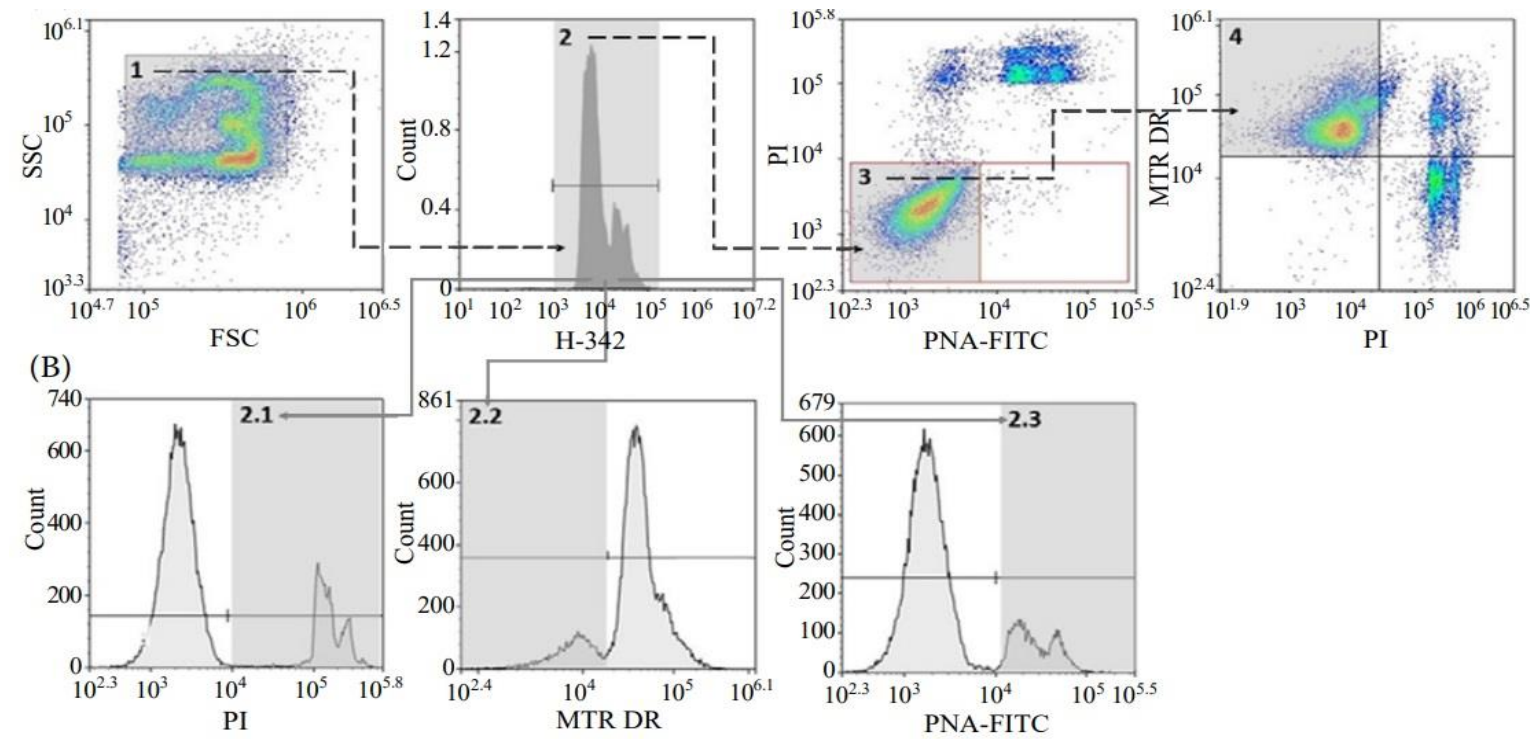 10^6.1
10^5
10^4
10^3.3
SSC
1
10^4.7 10^5 10^6 10^6.5
FSC
1.4
1.2
0.8
0.4
0
Count
2
10^1 10^2 10^3 10^4 10^5 10^6 10^7.2
H-342
10^5.8
10^5
10^4
10^3
10^2.3
PI
3
10^2.3 10^3 10^4 10^5 10^5.5
PNA-FITC
10^6.1
10^5
10^4
10^2.4
MTR DR
4
10^1.9 10^3 10^4 10^5 10^6 10^6.5
PI
(B)
740
600
400
200
0
Count
2.1
10^2.3 10^3 10^4 10^5 10^5.8
PI
861
600
400
200
0
Count
2.2
10^2.4 10^4 10^5 10^6.1
MTR DR
679
600
500
400
300
200
100
0
Count
2.3
10^2.3 10^3 10^4 10^5 10^5.5
PNA-FITC